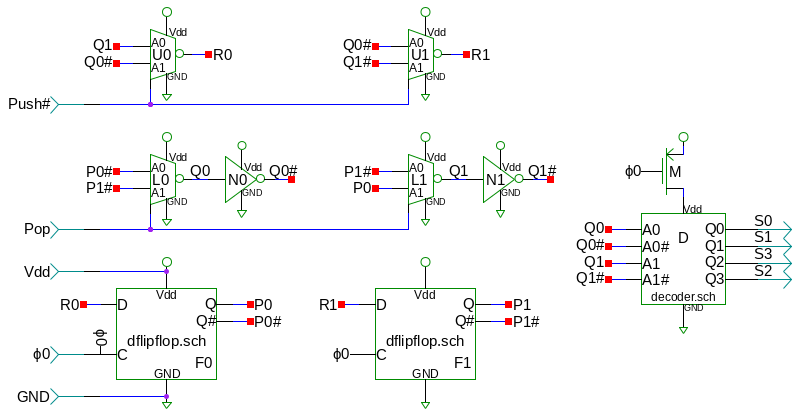 Vdd
Q1 A0 U0 R0
Q0# A1 GND
Vdd
Q0# A0 U1 R1
Q1# A1 GND
Push#
Vdd
P0# A0 L0 Q0 Vdd N0 Q0#
P1# A1 GND GND
Vdd
P1# A0 L1 Q1 Vdd N1 Q1#
P0 A1 GND GND
Pop
ϕ0 M
Vdd
Q0 A0 D Q0 S0
Q0# A0# Q1 S1
Q1 A1 Q2 S3
Q1# A1# Q3 S2
decoder.sch
GND
Vdd
Vdd
R0 D Q P0
Q# P0#
dflipflop.sch
ϕ0 ϕ0 C F0
GND
GND
Vdd
R1 D Q P1
Q# P1#
dflipflop.sch
ϕ0 C F1
GND